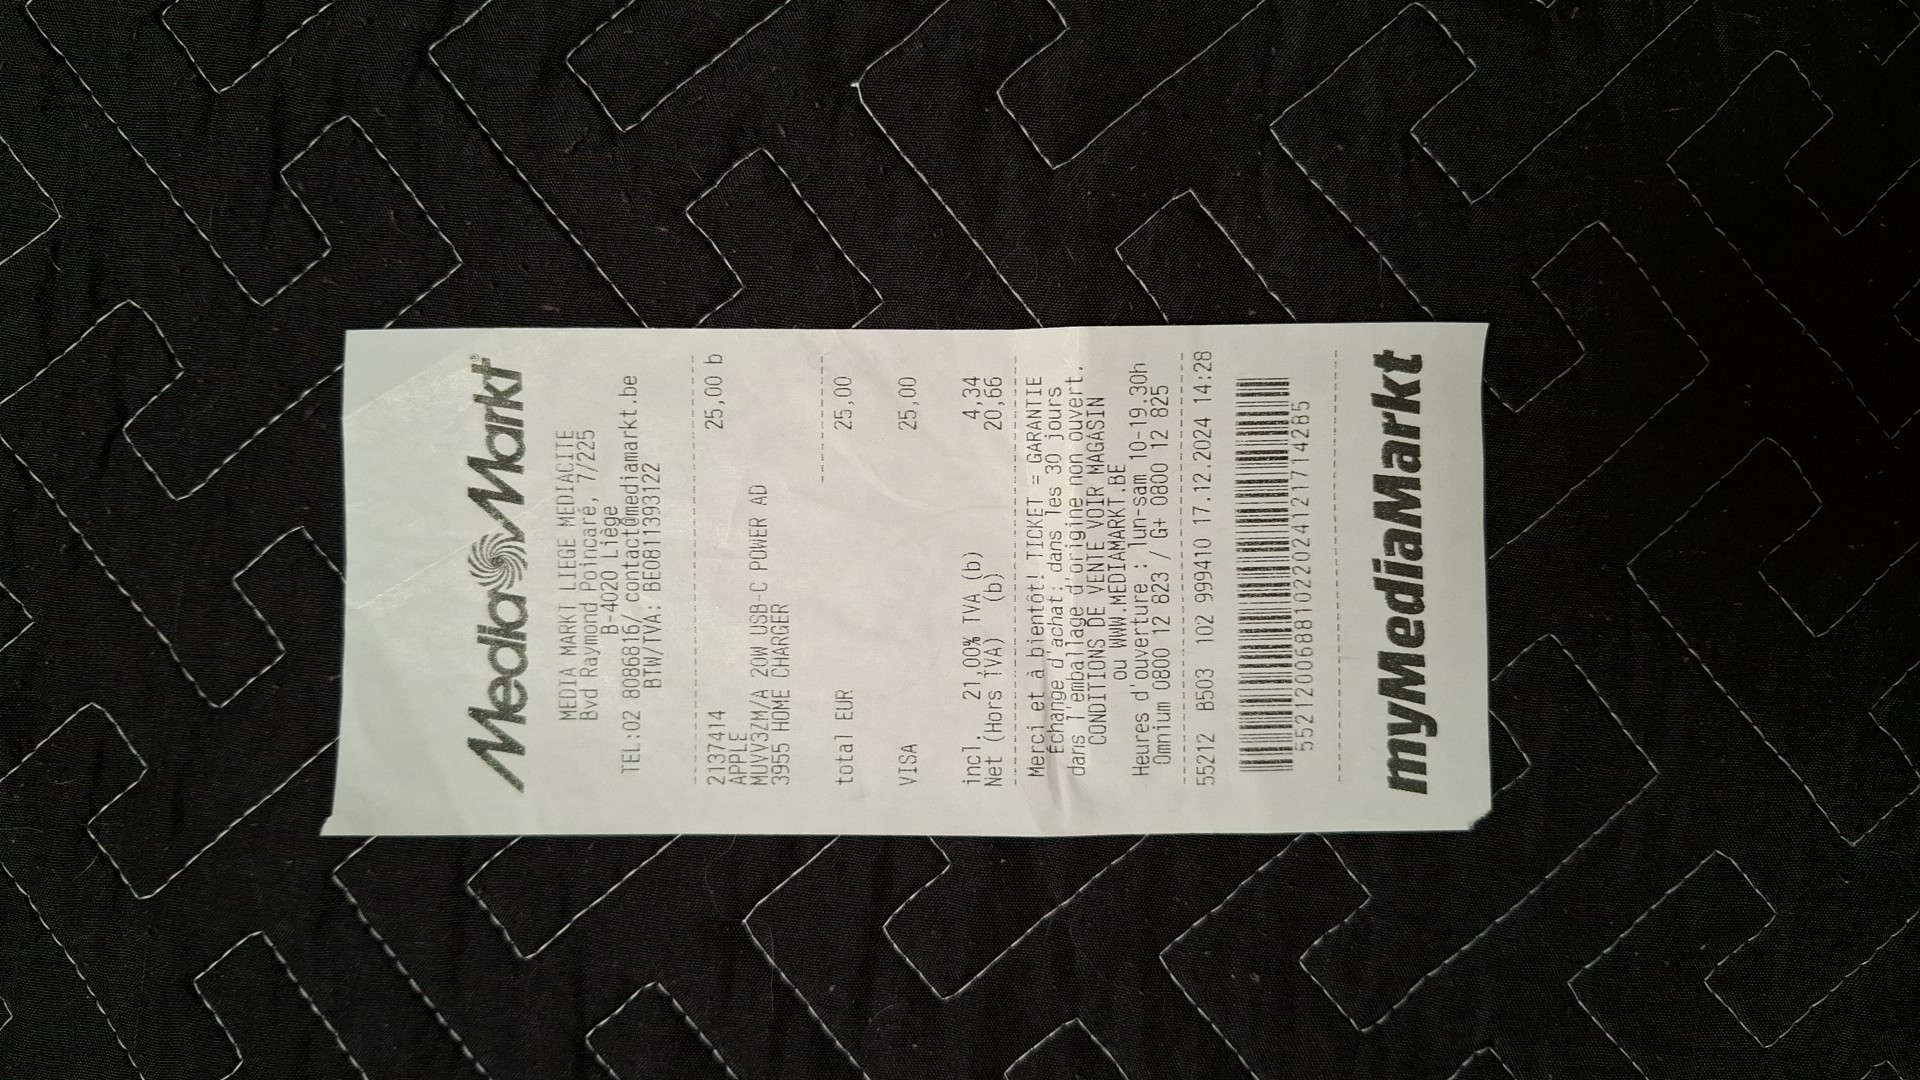 Media Markt®
MEDIA MARKT LIEGE MEDIACITE
Bvd Raymond Poincaré, 7/225
B-4020 Liège
TEL:02 8086816/ contact@mediamarkt.be
BTW/TVA: BE0811393122
2137414 25,00 b
APPLE
MUVV3ZM/A 20W USB-C POWER AD
3955 HOME CHARGER
total EUR 25,00
VISA 25,00
incl. 21,00% TVA (b) 4,34
Net (Hors TVA) (b) 20,66
Merci et à bientôt! TICKET = GARANTIE
Échange d'achat: dans les 30 jours
dans l'emballage d'origine non ouvert.
CONDITIONS DE VENTE VOIR MAGASIN
ou WWW.MEDIAMARKT.BE
Heures d'ouverture : lun-sam 10-19.30h
Omnium 0800 12 823 / G+ 0800 12 825
55212 B503 102 999410 17.12.2024 14:28
5521200688102202412171​4285
myMediaMarkt